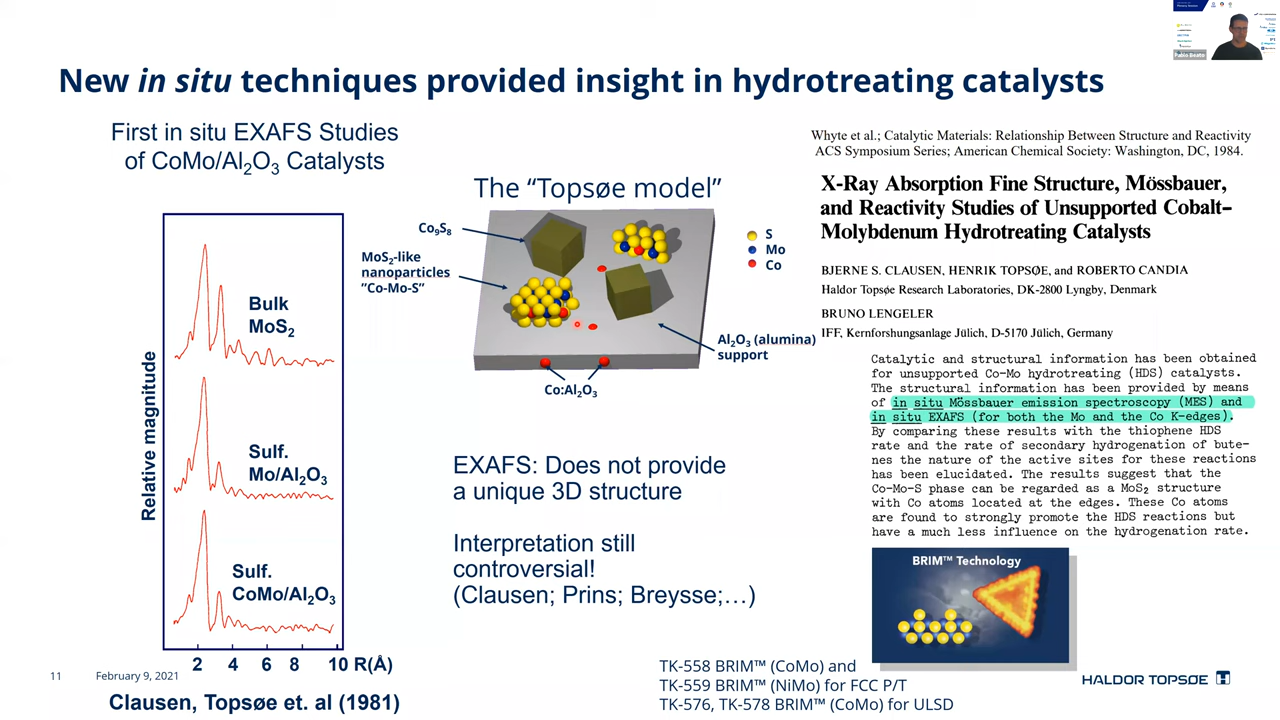 New in situ techniques provided insight in hydrotreating catalysts
First in situ EXAFS Studies
of CoMo/Al2O3 Catalysts
Relative magnitude
Bulk
MoS2
Sulf.
Mo/Al2O3
Sulf.
CoMo/Al2O3
2 4 6 8 10 R(Å)
Clausen, Topsøe et. al (1981)
The “Topsøe model”
Co9S8
MoS2-like
nanoparticles
”Co-Mo-S”
S
Mo
Co
Al2O3 (alumina)
support
Co:Al2O3
EXAFS: Does not provide
a unique 3D structure
Interpretation still
controversial!
(Clausen; Prins; Breysse;…)
Whyte et al.; Catalytic Materials: Relationship Between Structure and Reactivity
ACS Symposium Series; American Chemical Society: Washington, DC, 1984.
X-Ray Absorption Fine Structure, Mössbauer,
and Reactivity Studies of Unsupported Cobalt–
Molybdenum Hydrotreating Catalysts
BJERNE S. CLAUSEN, HENRIK TOPSØE, and ROBERTO CANDIA
Haldor Topsøe Research Laboratories, DK-2800 Lyngby, Denmark
BRUNO LENGELER
IFF, Kernforshungsanlage Jülich, D-5170 Jülich, Germany
Catalytic and structural information has been obtained
for unsupported Co-Mo hydrotreating (HDS) catalysts.
The structural information has been provided by means
of in situ Mössbauer emission spectroscopy (MES) and
in situ EXAFS (for both the Mo and the Co K-edges).
By comparing these results with the thiophene HDS
rate and the rate of secondary hydrogenation of bute-
nes the nature of the active sites for these reactions
has been elucidated. The results suggest that the
Co-Mo-S phase can be regarded as a MoS2 structure
with Co atoms located at the edges. These Co atoms
are found to strongly promote the HDS reactions but
have a much less influence on the hydrogenation rate.
BRIM™ Technology
TK-558 BRIM™ (CoMo) and
TK-559 BRIM™ (NiMo) for FCC P/T
TK-576, TK-578 BRIM™ (CoMo) for ULSD
11 February 9, 2021
HALDOR TOPSØE
Pablo Beato